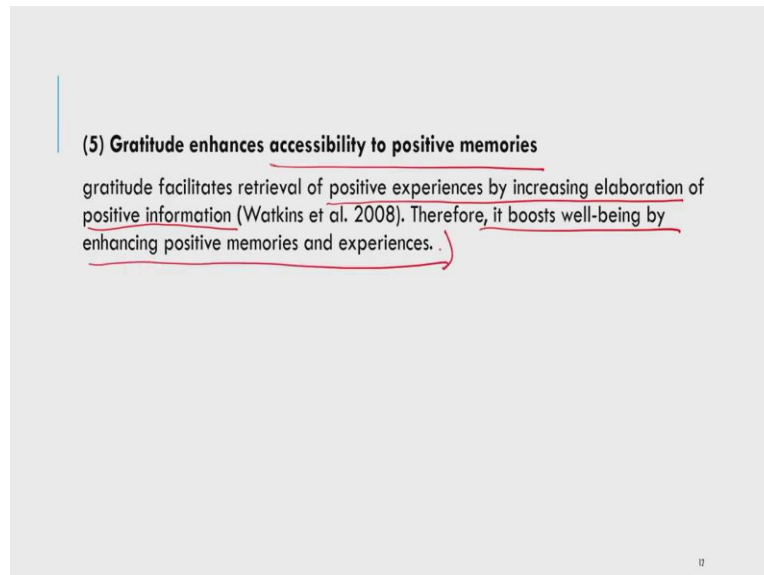 (5) Gratitude enhances accessibility to positive memories
gratitude facilitates retrieval of positive experiences by increasing elaboration of
positive information (Watkins et al. 2008). Therefore, it boosts well-being by
enhancing positive memories and experiences. .
12